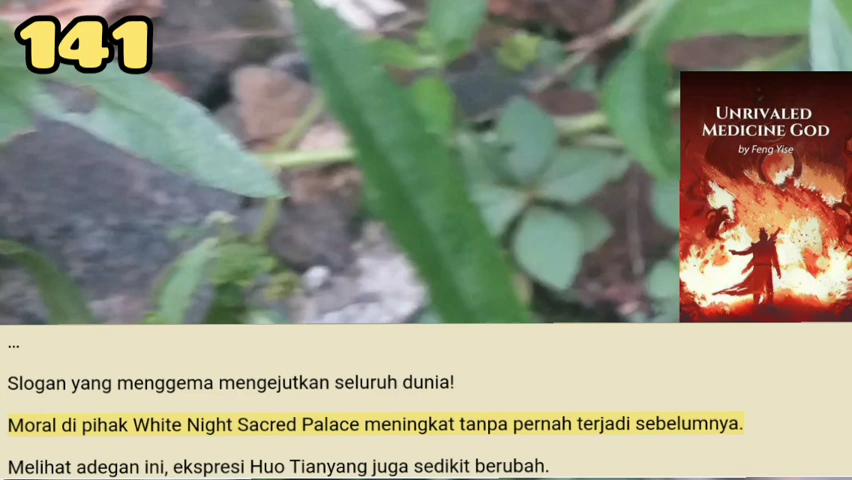 141
UNRIVALED
MEDICINE GOD
by Feng Yise
...
Slogan yang menggema mengejutkan seluruh dunia!
Moral di pihak White Night Sacred Palace meningkat tanpa pernah terjadi sebelumnya.
Melihat adegan ini, ekspresi Huo Tianyang juga sedikit berubah.